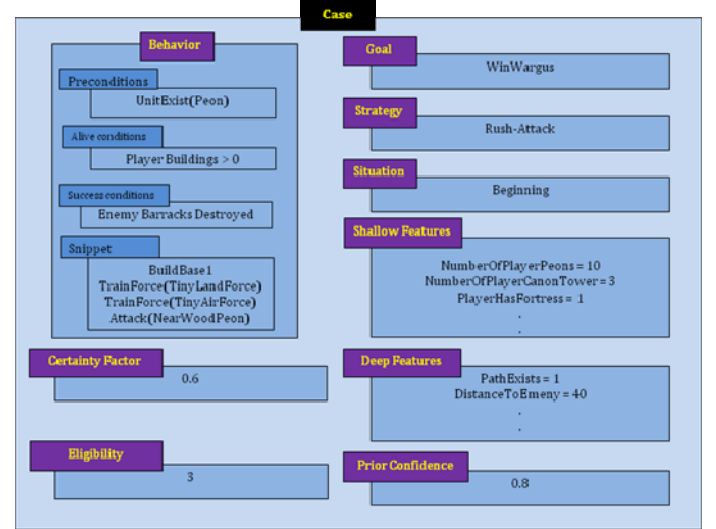 Case
Behavior
Preconditions
UnitExist(Peon)
Alive conditions
Player Buildings > 0
Success conditions
Enemy Barracks Destroyed
Snippet
BuildBase1
TrainForce(TinyLandForce)
TrainForce(TinyAirForce)
Attack(NearWoodPeon)
Certainty Factor
0.6
Eligibility
3
Goal
WinWargus
Strategy
Rush-Attack
Situation
Beginning
Shallow Features
NumberOfPlayerPeons = 10
NumberOfPlayerCanonTower = 3
PlayerHasFortress = 1
.
.
Deep Features
PathExists = 1
DistanceToEmeny = 40
.
.
Prior Confidence
0.8